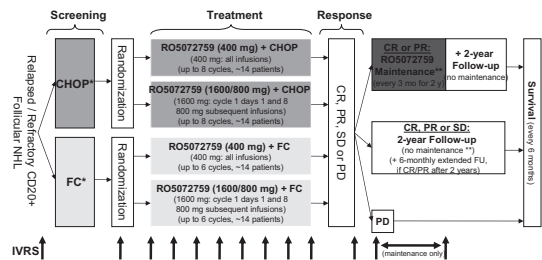 Screening
Treatment
Response
Relapsed / Refractory CD20+
Follicular NHL
CHOP*
FC*
Randomization
Randomization
RO5072759 (400 mg) + CHOP
(400 mg: all infusions)
(up to 8 cycles, ~14 patients)
RO5072759 (1600/800 mg) + CHOP
(1600 mg: cycle 1 days 1 and 8
800 mg subsequent infusions)
(up to 8 cycles, ~14 patients)
RO5072759 (400 mg) + FC
(400 mg: all infusions)
(up to 6 cycles, ~14 patients)
RO5072759 (1600/800 mg) + FC
(1600 mg: cycle 1 days 1 and 8
800 mg subsequent infusions)
(up to 6 cycles, ~14 patients)
CR, PR, SD or PD
CR or PR:
RO5072759
Maintenance**
(every 3 mo for 2 y)
+ 2-year
Follow-up
(no maintenance)
CR, PR or SD:
2-year Follow-up
(no maintenance **)
(+ 6-monthly extended FU,
if CR/PR after 2 years)
PD
Survival (every 6 months)
IVRS
(maintenance only)